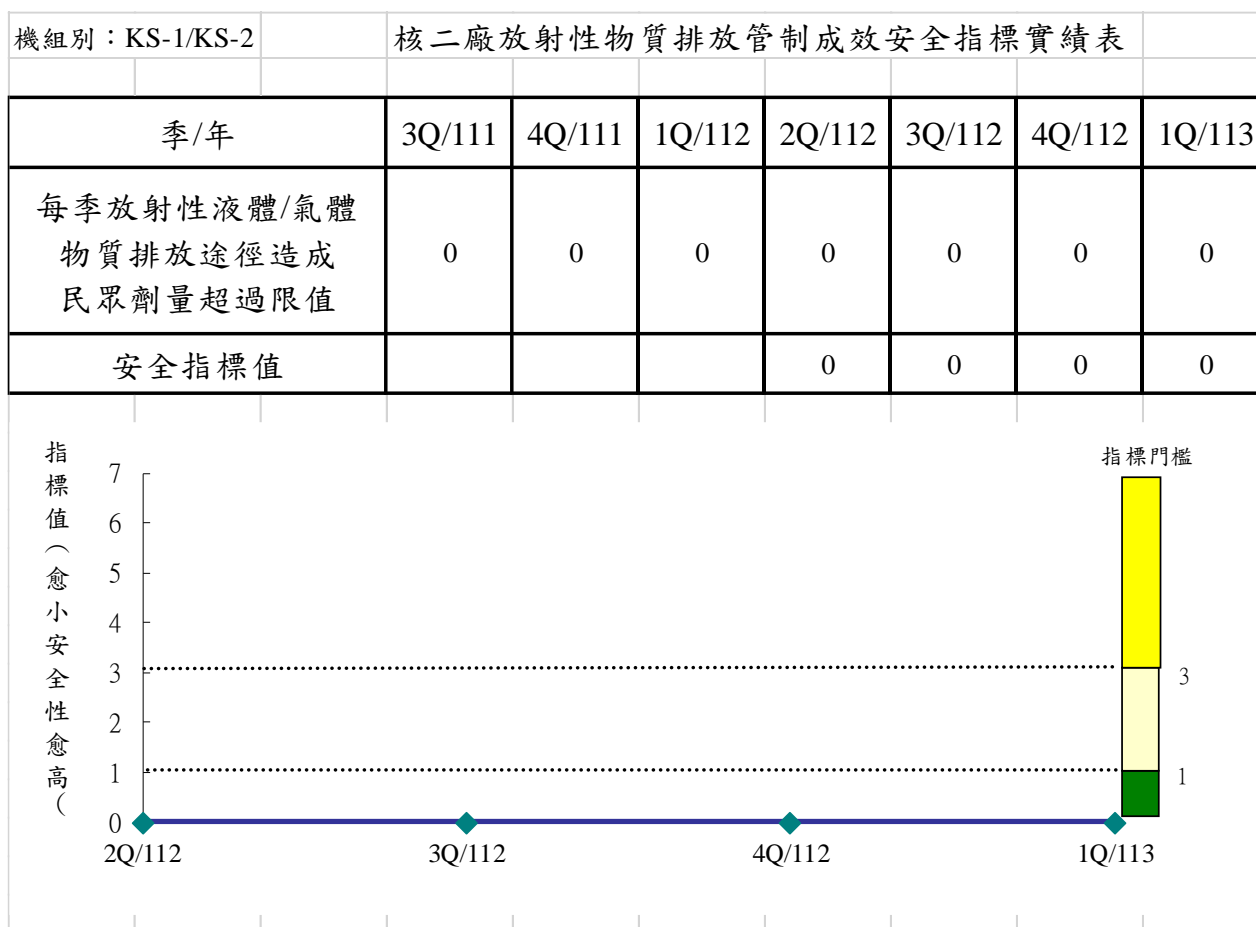 機組別：KS-1/KS-2 核二廠放射性物質排放管制成效安全指標實績表
季/年 3Q/111 4Q/111 1Q/112 2Q/112 3Q/112 4Q/112 1Q/113
每季放射性液體/氣體
物質排放途徑造成
民眾劑量超過限值 0 0 0 0 0 0 0
安全指標值 0 0 0 0
指標值（愈小安全性愈高（
指標門檻
7
6
5
4
3
2
1
0
3
1
2Q/112 3Q/112 4Q/112 1Q/113